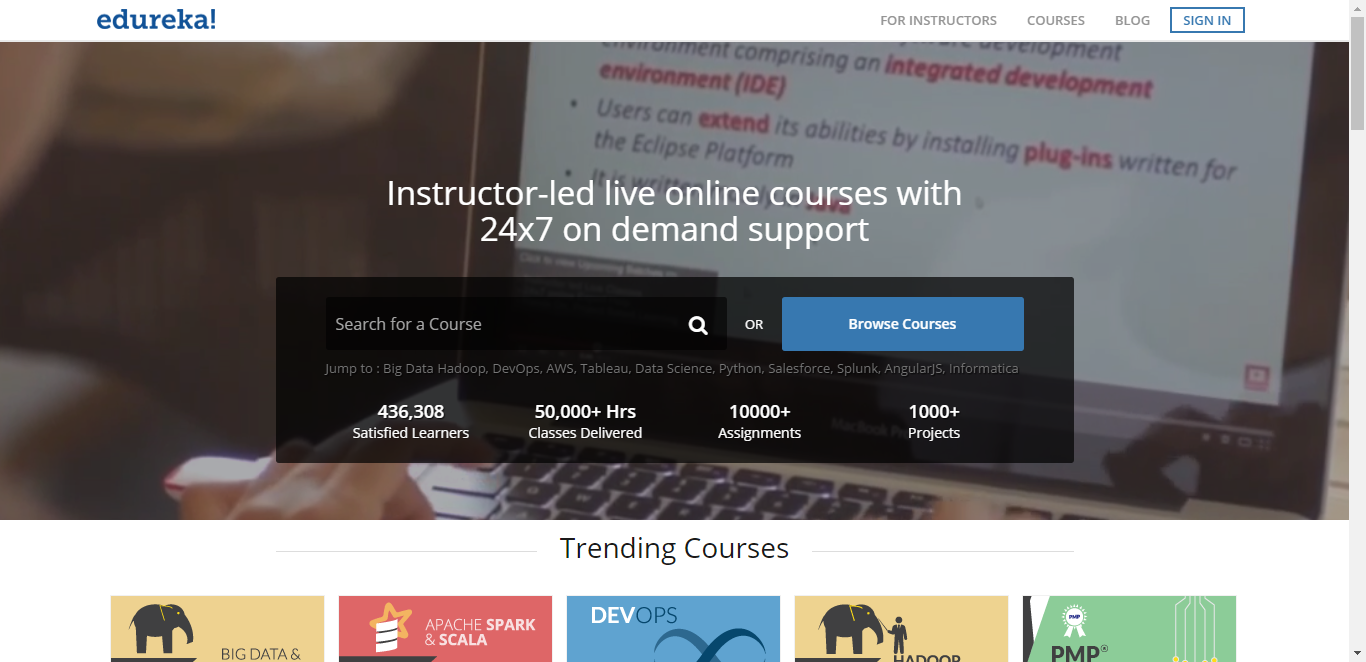 edureka!
FOR INSTRUCTORS
COURSES
BLOG
SIGN IN
environment comprising an integrated development
environment (IDE)
• Users can extend its abilities by installing plug-ins written for
the Eclipse Platform
Instructor-led live online courses with
24x7 on demand support
Search for a Course
OR
Browse Courses
Jump to : Big Data Hadoop, DevOps, AWS, Tableau, Data Science, Python, Salesforce, Splunk, AngularJS, Informatica
436,308
Satisfied Learners
50,000+ Hrs
Classes Delivered
10000+
Assignments
1000+
Projects
MacBook
Trending Courses
BIG DATA &
APACHE SPARK
& SCALA
DEVOPS
HADOOP
PMP
PMP®